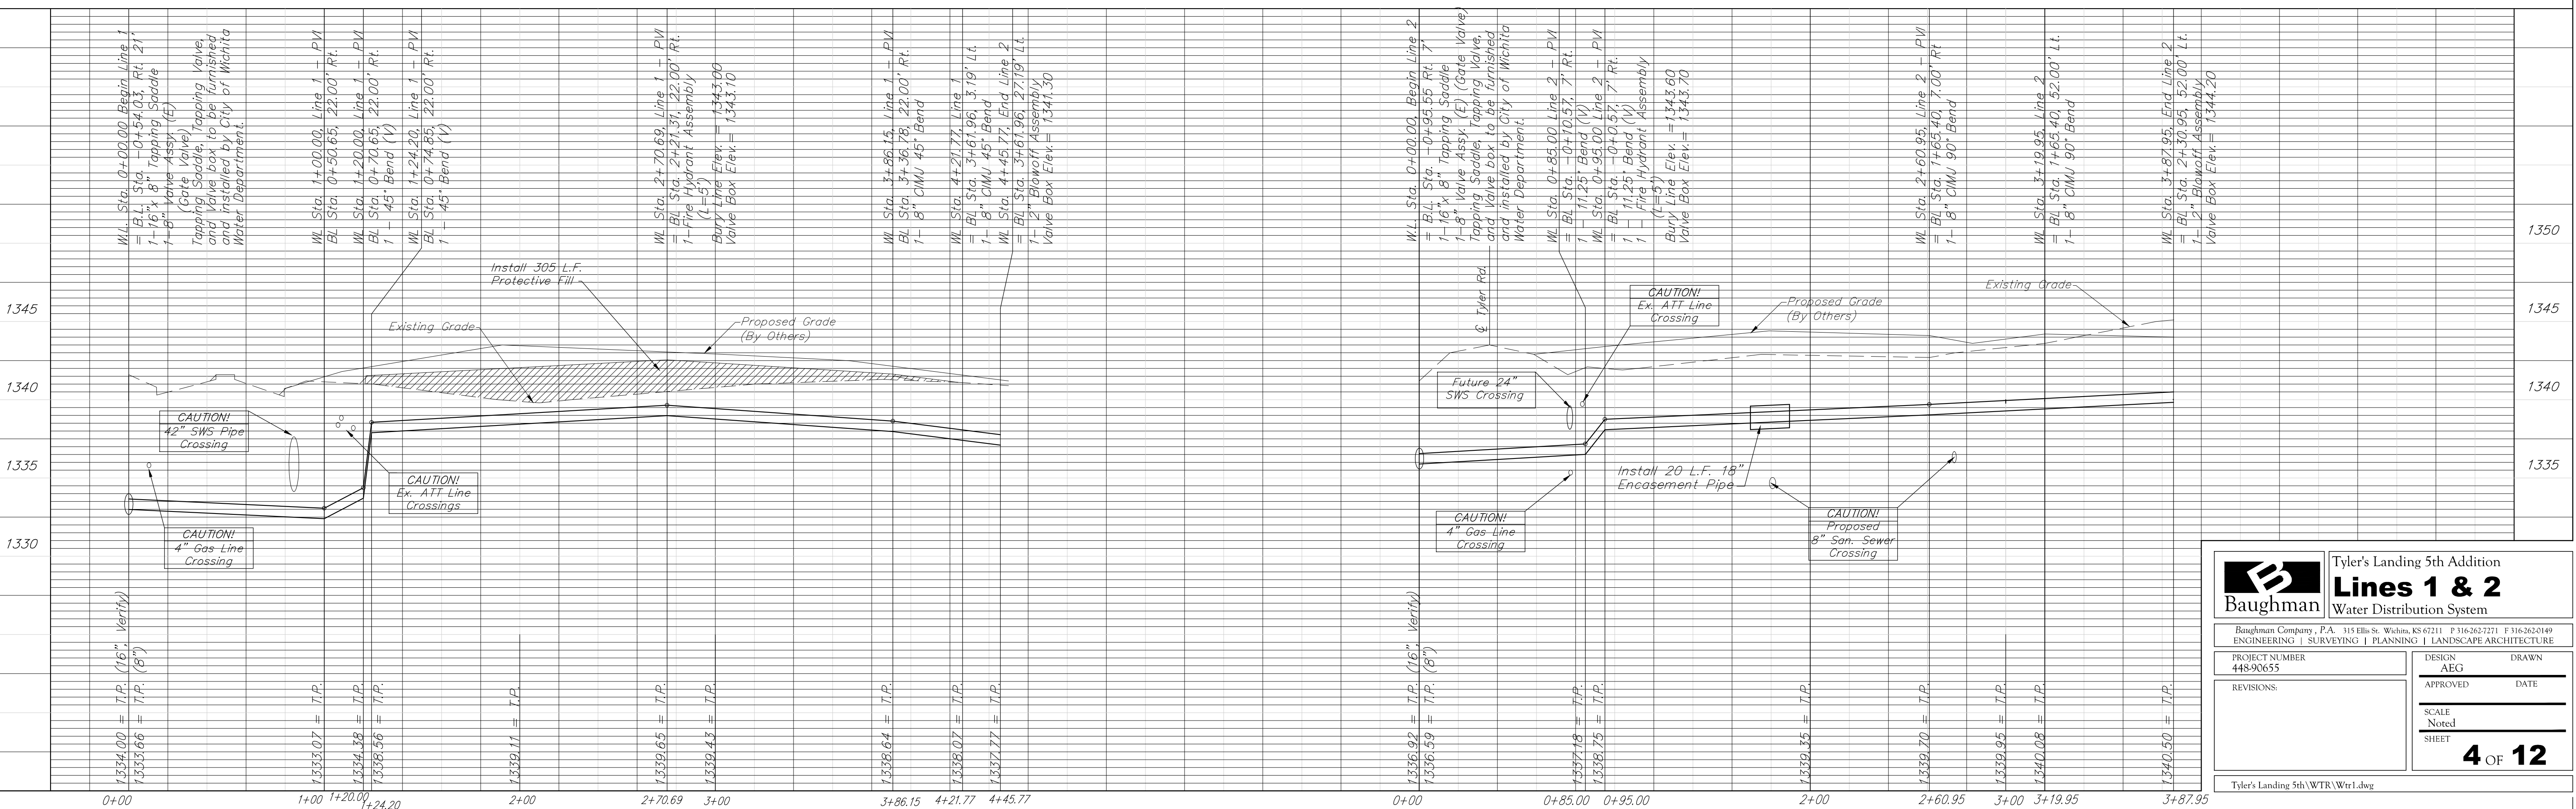 W.L. Sta. 0+00.00 Begin Line 1
= B.L. Sta. -0+54.03, Rt. 21'
1-16"x 8" Tapping Saddle
1-8" Valve Assy. (E)
(Gate Valve)
Tapping Saddle, Tapping Valve,
and Valve box to be furnished
and installed by City of Wichita
Water Department.
WL Sta. 1+00.00, Line 1 - PVI
BL Sta. 0+50.65, 22.00' Rt.
WL Sta. 1+20.00, Line 1 - PVI
BL Sta. 0+70.65, 22.00' Rt.
1 - 45° Bend (V)
WL Sta. 1+24.20, Line 1 - PVI
BL Sta. 0+74.85, 22.00' Rt.
1 - 45° Bend (V)
WL Sta. 2+70.69, Line 1 - PVI
= BL Sta. 2+21.31, 22.00' Rt.
1-Fire Hydrant Assembly
(L=5')
Bury Line Elev. = 1343.00
Valve Box Elev.= 1343.10
WL Sta. 3+86.15, Line 1 - PVI
BL Sta. 3+36.78, 22.00' Rt.
1- 8" CIMJ 45° Bend
WL Sta. 4+21.77, Line 1
= BL Sta. 3+61.96, 3.19' Lt.
1- 8" CIMJ 45° Bend
WL Sta. 4+45.77, End Line 2
= BL Sta. 3+61.96, 27.19' Lt.
1- 2" Blowoff Assembly
Valve Box Elev.= 1341.30
W.L. Sta. 0+00.00, Begin Line 2
= B.L. Sta. -0+95.55 Rt. 7'
1-16"x 8" Tapping Saddle
1-8" Valve Assy. (E) (Gate Valve)
Tapping Saddle, Tapping Valve,
and Valve box to be furnished
and installed by City of Wichita
Water Department.
WL Sta. 0+85.00 Line 2 - PVI
= BL Sta. -0+10.57, 7' Rt.
1 - 11.25° Bend (V)
WL Sta. 0+95.00 Line 2 - PVI
= BL Sta. -0+0.57, 7' Rt.
1 - 11.25° Bend (V)
1 - Fire Hydrant Assembly
(L=5')
Bury Line Elev. =1343.60
Valve Box Elev.= 1343.70
WL Sta. 2+60.95, Line 2 - PVI
= BL Sta. 1+65.40, 7.00' Rt
1- 8" CIMJ 90° Bend
WL Sta. 3+19.95, Line 2
= BL Sta. 1+65.40, 52.00' Lt.
1- 8" CIMJ 90° Bend
WL Sta. 3+87.95, End Line 2
= BL Sta. 2+30.95, 52.00' Lt.
1- 2" Blowoff Assembly
Valve Box Elev.= 1344.20
1350
1345
1340
1335
1330
Install 305 L.F.
Protective Fill
Existing Grade
Proposed Grade
(By Others)
CAUTION!
42" SWS Pipe
Crossing
CAUTION!
4" Gas Line
Crossing
CAUTION!
Ex. ATT Line
Crossings
℄ Tyler Rd.
CAUTION!
Ex. ATT Line
Crossing
Proposed Grade
(By Others)
Existing Grade
Future 24"
SWS Crossing
CAUTION!
4" Gas Line
Crossing
Install 20 L.F. 18"
Encasement Pipe
CAUTION!
Proposed
8" San. Sewer
Crossing
1345
1340
1335
1334.00 = T.P. (16", Verify)
1333.66 = T.P. (8")
1333.07 = T.P.
1334.38 = T.P.
1338.56 = T.P.
1339.11 = T.P.
1339.65 = T.P.
1339.43 = T.P.
1338.64 = T.P.
1338.07 = T.P.
1337.77 = T.P.
1336.92 = T.P. (16", Verify)
1336.59 = T.P. (8")
1337.18 = T.P.
1338.75 = T.P.
1339.35 = T.P.
1339.70 = T.P.
1339.95 = T.P.
1340.08 = T.P.
1340.50 = T.P.
0+00
1+00
1+20.00
1+24.20
2+00
2+70.69
3+00
3+86.15
4+21.77
4+45.77
0+00
0+85.00
0+95.00
2+00
2+60.95
3+00
3+19.95
3+87.95
B
Baughman
Tyler's Landing 5th Addition
Lines 1 & 2
Water Distribution System
Baughman Company, P.A. 315 Ellis St. Wichita, KS 67211 P 316-262-7271 F 316-262-0149
ENGINEERING | SURVEYING | PLANNING | LANDSCAPE ARCHITECTURE
PROJECT NUMBER
448-90655
REVISIONS:
DESIGN DRAWN
AEG
APPROVED DATE
SCALE
Noted
SHEET
4 OF 12
Tyler's Landing 5th\WTR\Wtr1.dwg